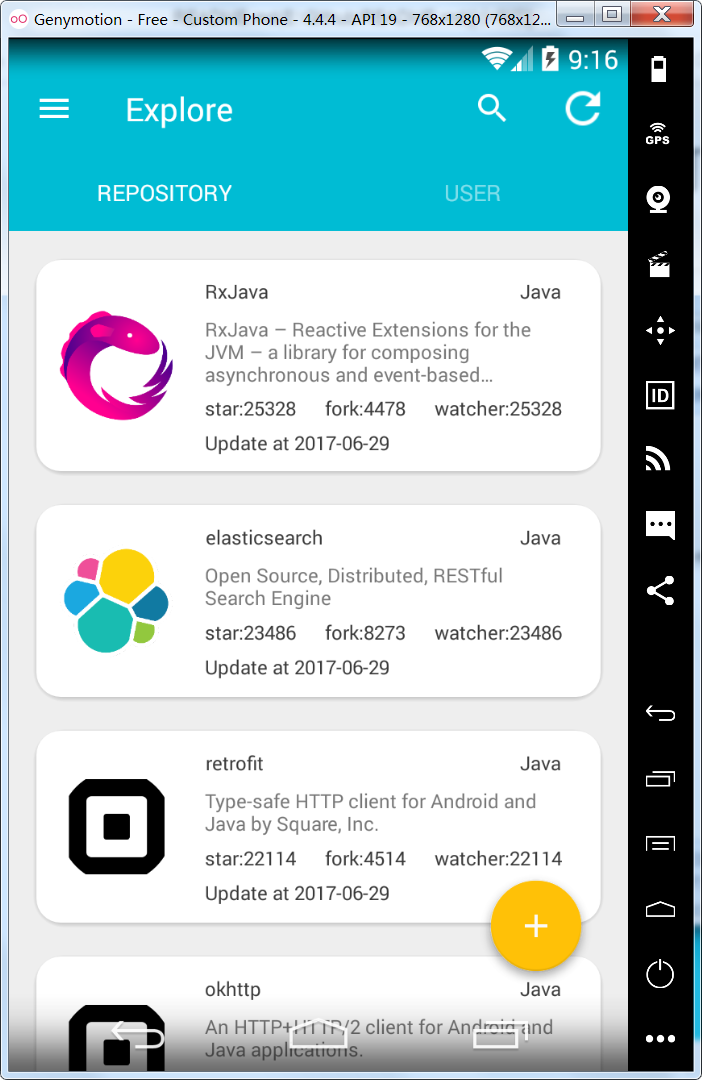 Genymotion - Free - Custom Phone - 4.4.4 - API 19 - 768x1280 (768x12...
9:16
Explore
GPS
REPOSITORY USER
RxJava Java
RxJava – Reactive Extensions for the
JVM – a library for composing
asynchronous and event-based…
star:25328 fork:4478 watcher:25328
Update at 2017-06-29
ID
elasticsearch Java
Open Source, Distributed, RESTful
Search Engine
star:23486 fork:8273 watcher:23486
Update at 2017-06-29
retrofit Java
Type-safe HTTP client for Android and
Java by Square, Inc.
star:22114 fork:4514 watcher:22114
Update at 2017-06-29
okhttp Java
An HTTP+HTTP/2 client for Android and
Java applications.